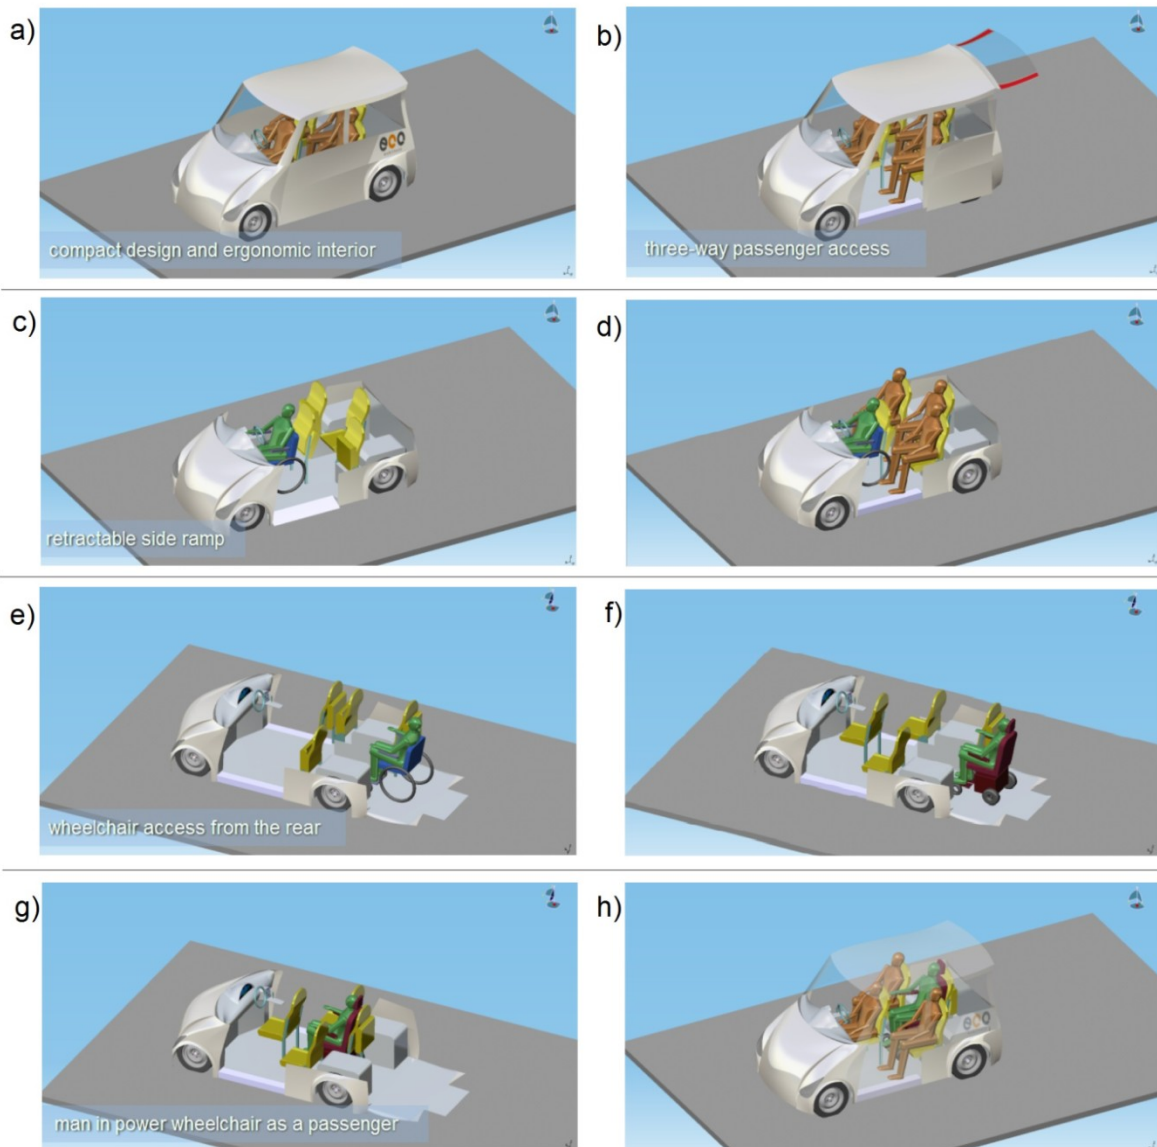 a)
b)
eco
compact design and ergonomic interior
three-way passenger access
c)
d)
retractable side ramp
e)
f)
wheelchair access from the rear
g)
h)
eco
man in power wheelchair as a passenger